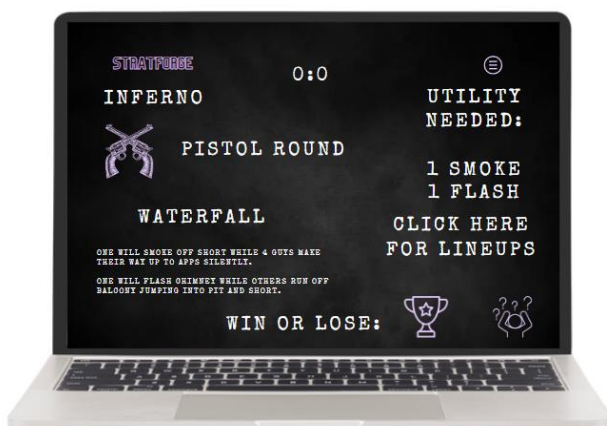 STRATFORGE
0:0
INFERNO
PISTOL ROUND
WATERFALL
ONE WILL SMOKE OFF SHORT WHILE 4 GUYS MAKE
THEIR WAY UP TO APPS SILENTLY.
ONE WILL FLASH CHIMNEY WHILE OTHERS RUN OFF
BALCONY JUMPING INTO PIT AND SHORT.
UTILITY
NEEDED:
1 SMOKE
1 FLASH
CLICK HERE
FOR LINEUPS
WIN OR LOSE:
???